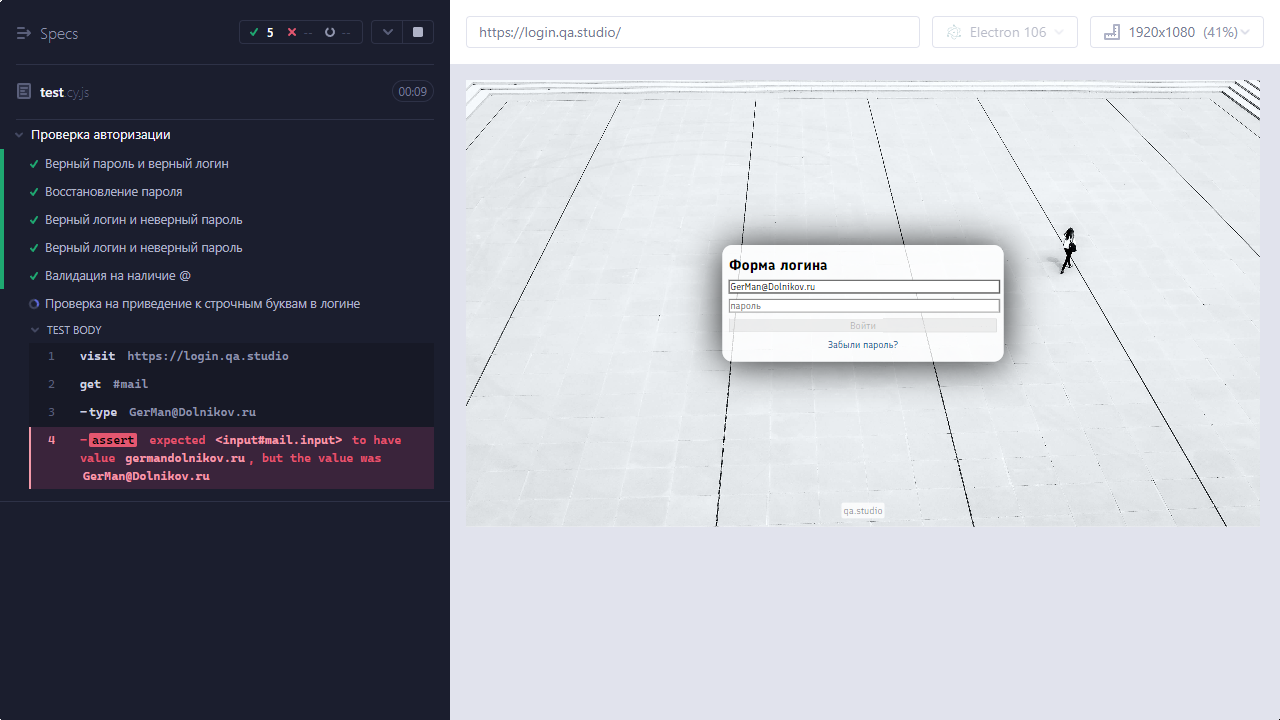 Specs
5 -- --
test.cy.js
00:09
Проверка авторизации
Верный пароль и верный логин
Восстановление пароля
Верный логин и неверный пароль
Верный логин и неверный пароль
Валидация на наличие @
Проверка на приведение к строчным буквам в логине
TEST BODY
1 visit https://login.qa.studio
2 get #mail
3 -type GerMan@Dolnikov.ru
4 -assert expected <input#mail.input> to have
value germandolnikov.ru, but the value was
GerMan@Dolnikov.ru
https://login.qa.studio/
Electron 106
1920x1080 (41%)
Форма логина
GerMan@Dolnikov.ru
пароль
Войти
Забыли пароль?
qa.studio